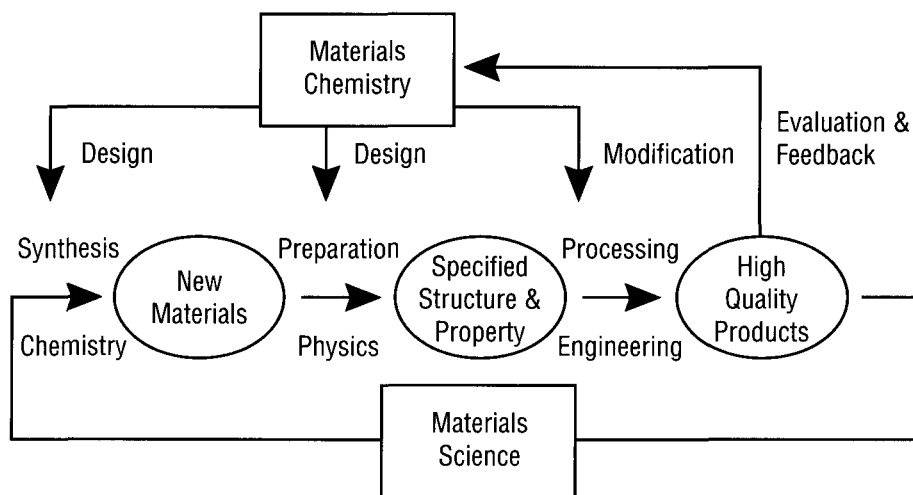 Materials
Chemistry
Evaluation &
Feedback
Design
Design
Modification
Synthesis
Preparation
Processing
New
Materials
Specified
Structure &
Property
High
Quality
Products
Chemistry
Physics
Engineering
Materials
Science